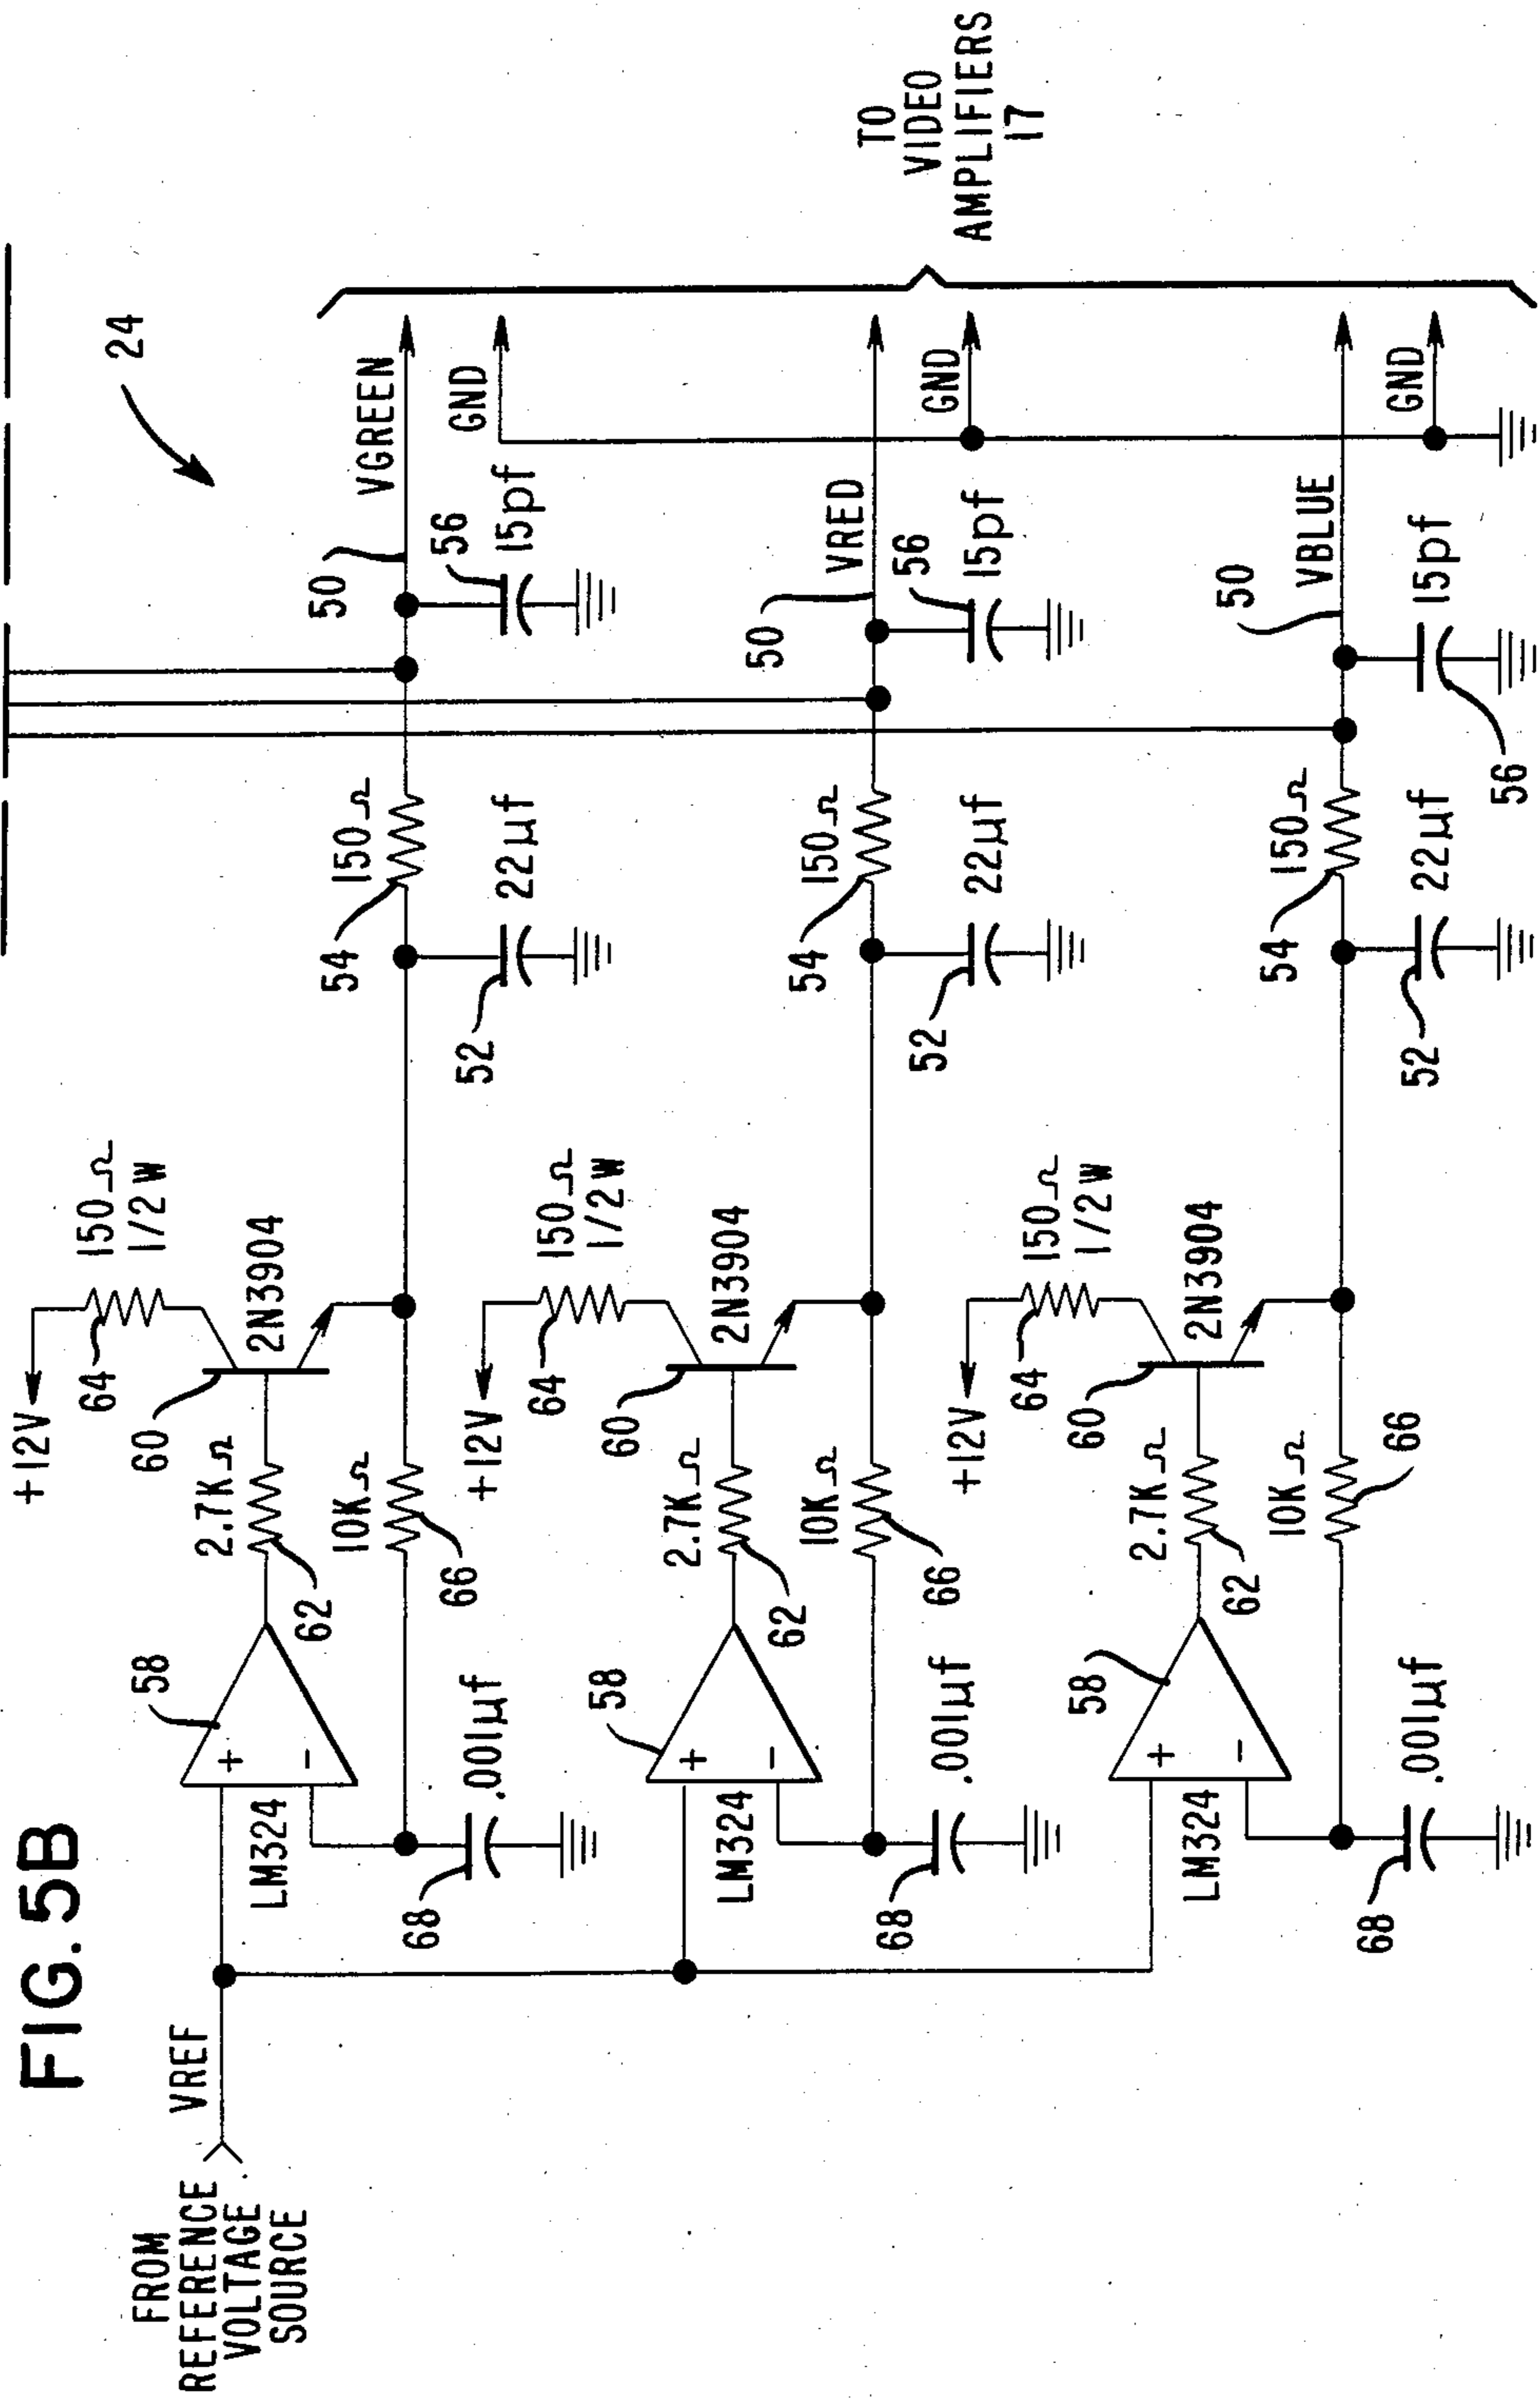 FIG. 5B
24
FROM
REFERENCE
VOLTAGE
SOURCE
VREF
+12V
64
150Ω
1/2W
60
2N3904
58
+
-
LM324
2.7KΩ
62
10KΩ
66
68
.001µf
54
150Ω
52
22µf
50
VGREEN
56
15pf
GND
+12V
64
150Ω
1/2W
60
2N3904
58
+
-
LM324
2.7KΩ
62
10KΩ
66
68
.001µf
54
150Ω
52
22µf
50
VRED
56
15pf
GND
TO
VIDEO
AMPLIFIERS
17
+12V
64
150Ω
1/2W
60
2N3904
58
+
-
LM324
2.7KΩ
62
10KΩ
66
68
.001µf
54
150Ω
52
22µf
50
VBLUE
56
15pf
GND